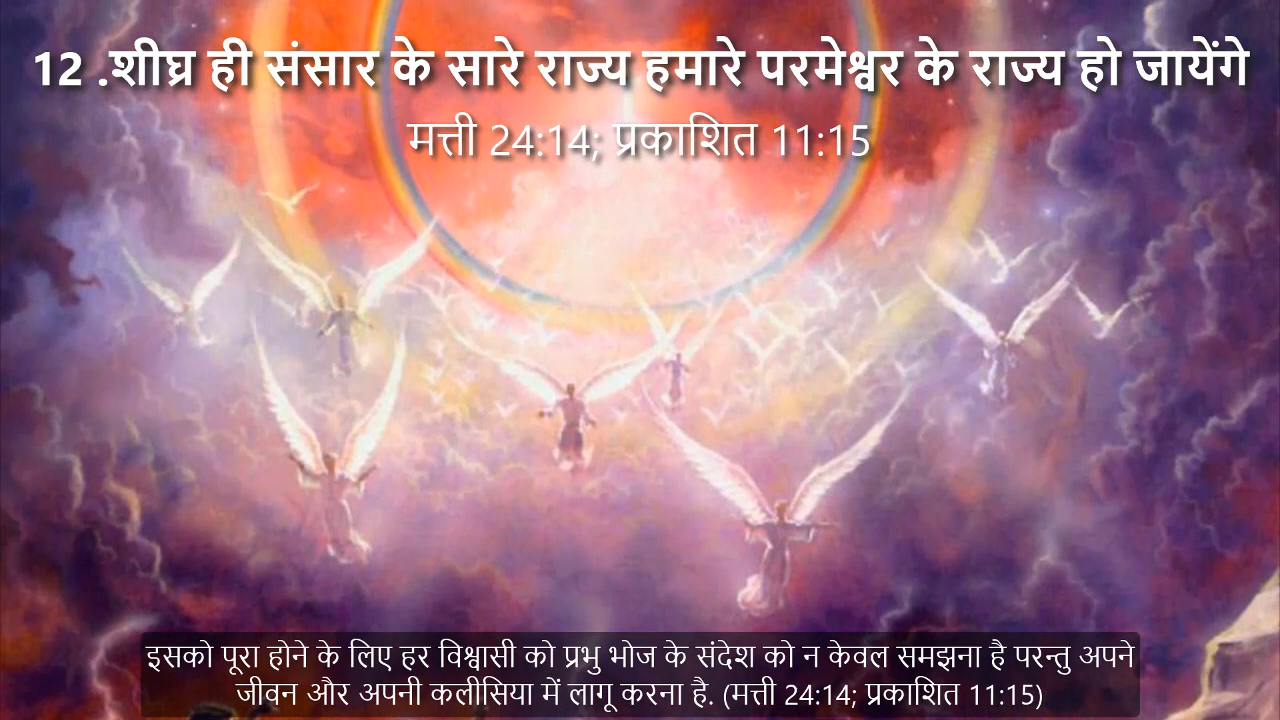 12 .शीघ्र ही संसार के सारे राज्य हमारे परमेश्वर के राज्य हो जायेंगे
मत्ती 24:14; प्रकाशित 11:15
इसको पूरा होने के लिए हर विश्वासी को प्रभु भोज के संदेश को न केवल समझना है परन्तु अपने
जीवन और अपनी कलीसिया में लागू करना है. (मत्ती 24:14; प्रकाशित 11:15)